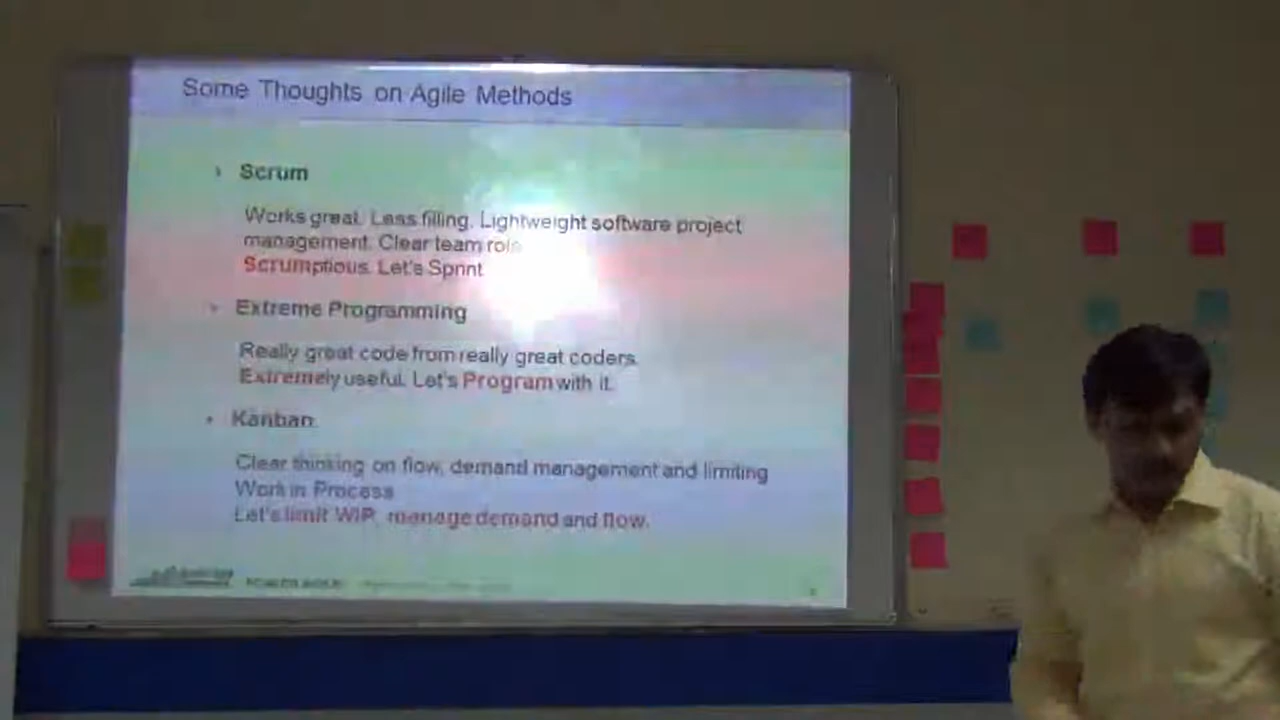 Some Thoughts on Agile Methods
Scrum
Works great. Less filling. Lightweight software project
management. Clear team role
Scrumptious. Let's Sprint
Extreme Programming
Really great code from really great coders.
Extremely useful. Let's Program with it.
Kanban.
Clear thinking on flow, demand management and limiting
Work in Process
Let's limit WIP, manage demand and flow.